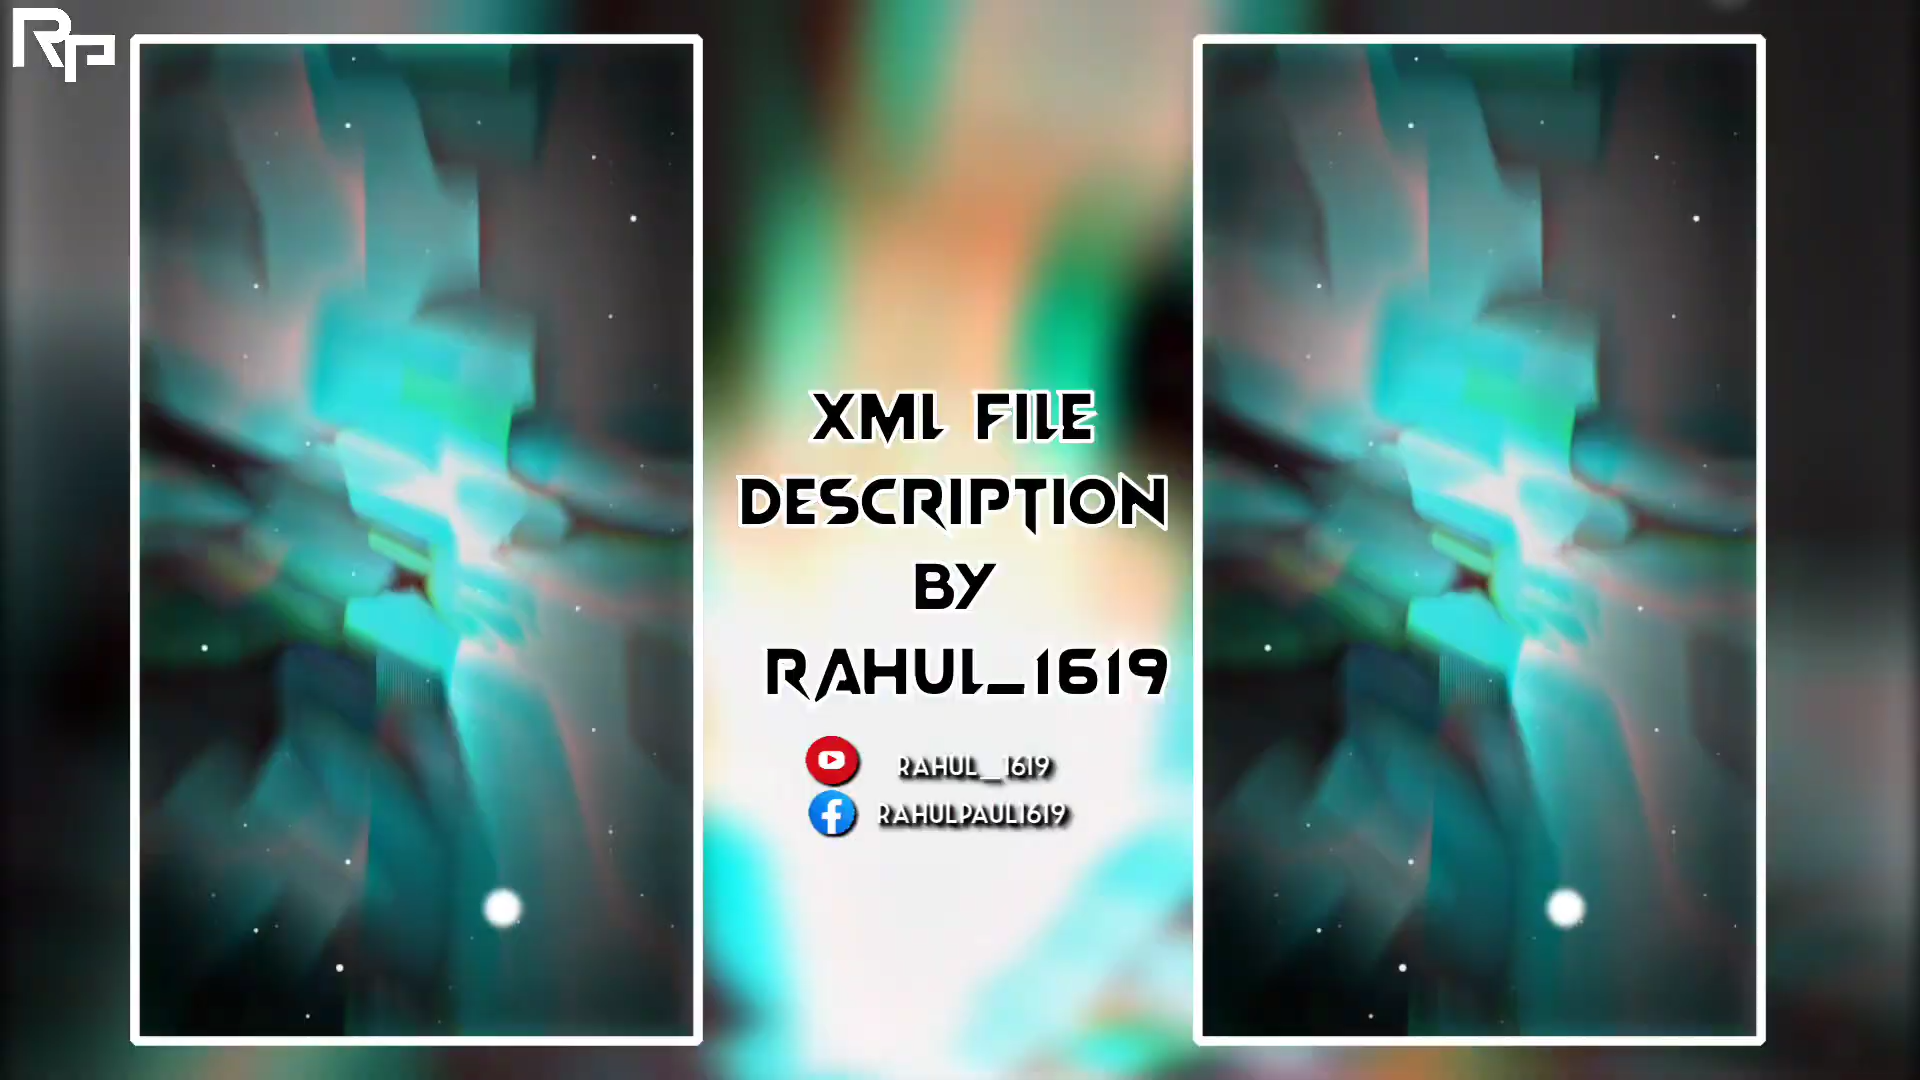 RP
XML FILE
DESCRIPTION
BY
RAHUL_1619
RAHUL_1619
RAHULPAUL1619